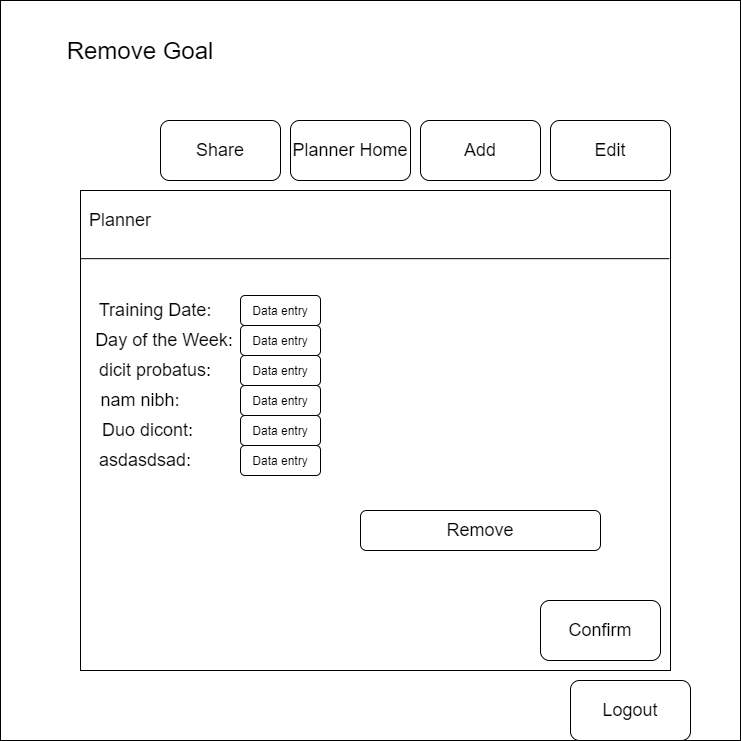 Remove Goal
Share Planner Home Add Edit
Planner
Training Date: Data entry
Day of the Week: Data entry
dicit probatus: Data entry
nam nibh: Data entry
Duo dicont: Data entry
asdasdsad: Data entry
Remove
Confirm
Logout